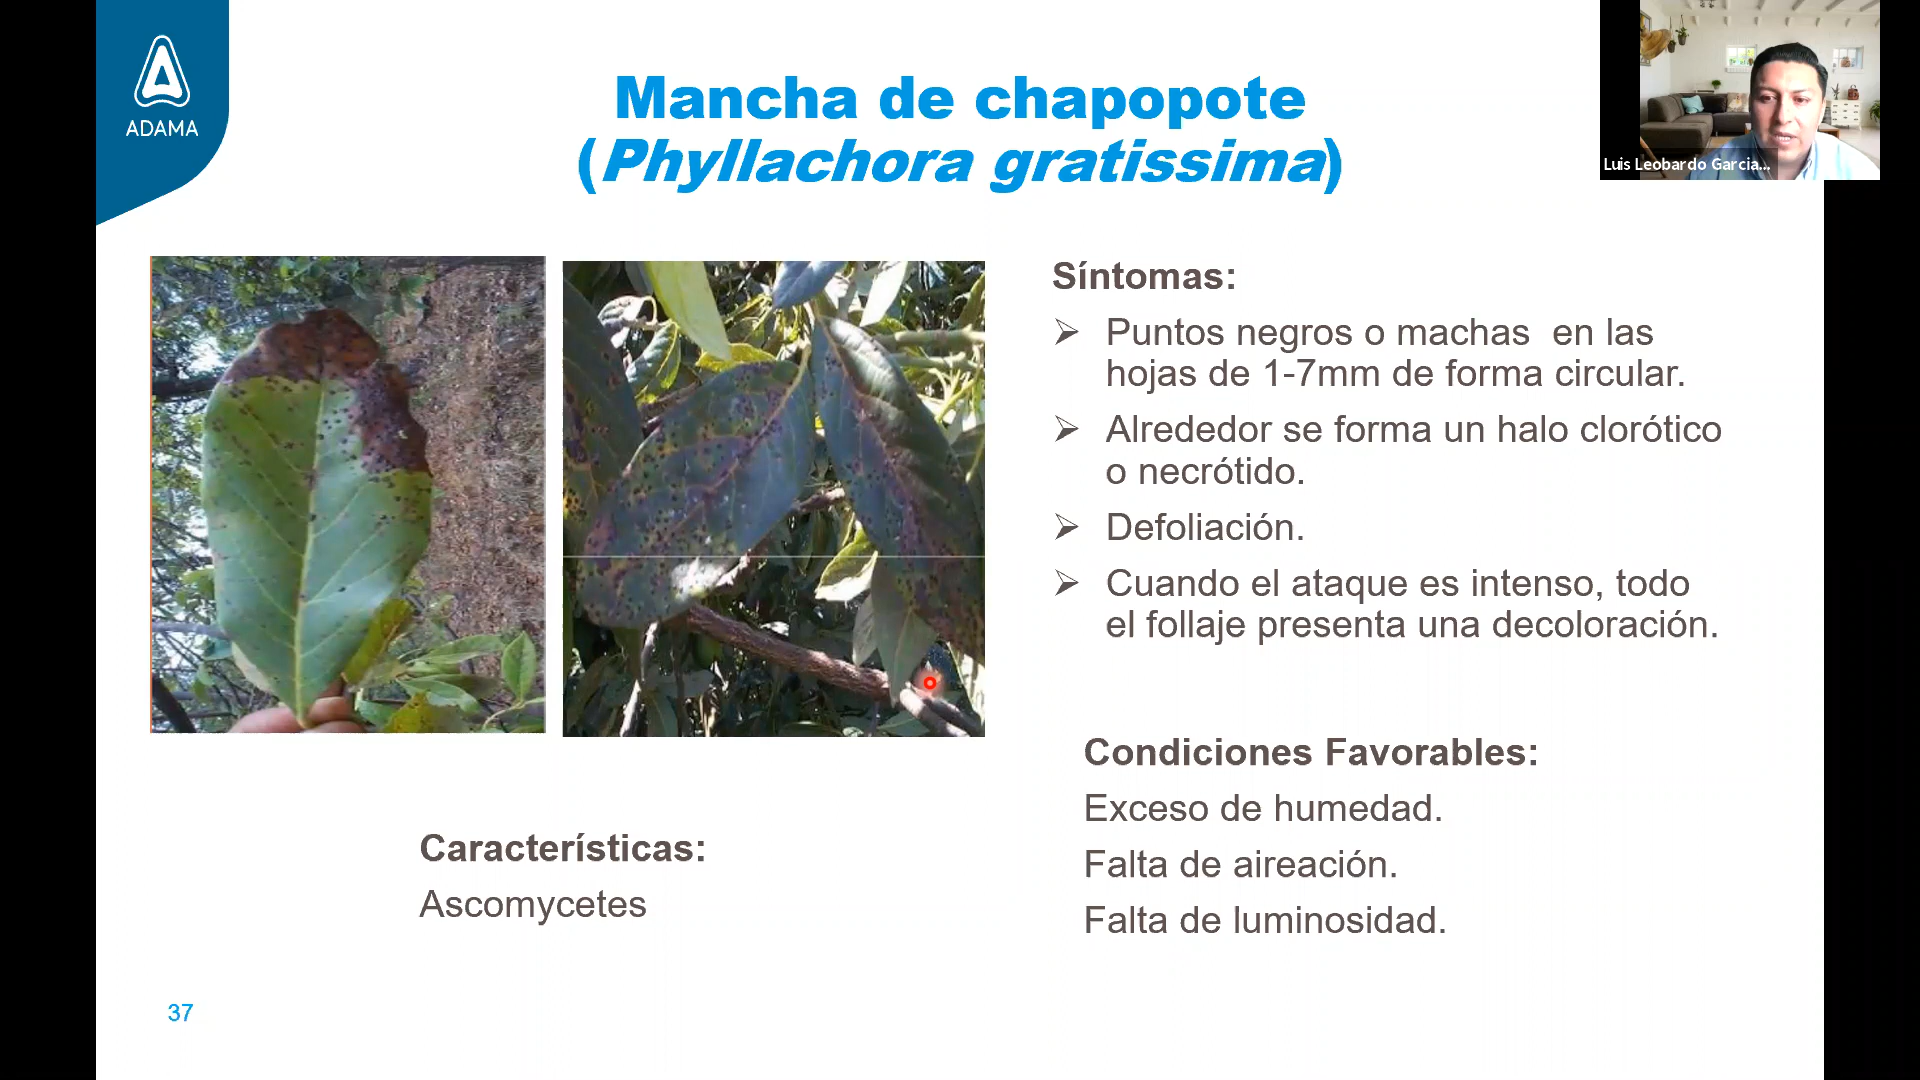 ADAMA
Mancha de chapopote
(Phyllachora gratissima)
Luis Leobardo Garcia...
Síntomas:
Puntos negros o machas en las
hojas de 1-7mm de forma circular.
Alrededor se forma un halo clorótico
o necrótido.
Defoliación.
Cuando el ataque es intenso, todo
el follaje presenta una decoloración.
Condiciones Favorables:
Exceso de humedad.
Falta de aireación.
Falta de luminosidad.
Características:
Ascomycetes
37